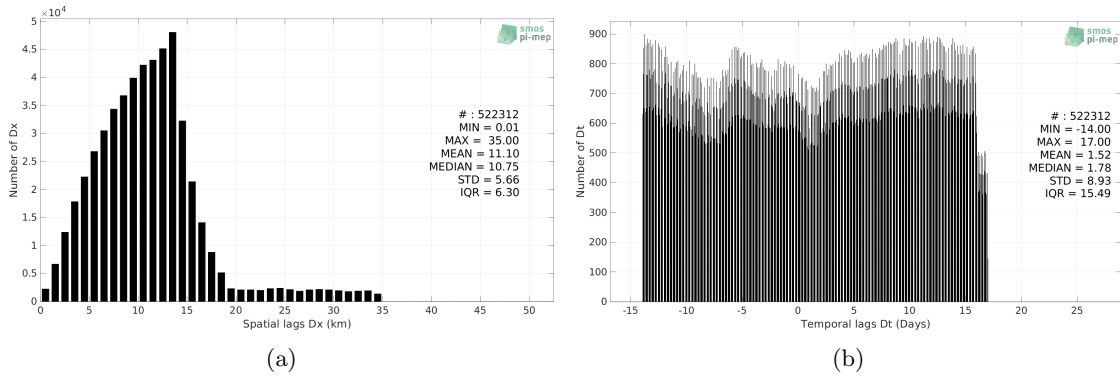 ×10⁴
5
4.5
4
3.5
3
2.5
2
1.5
1
0.5
0
Number of Dx
0 5 10 15 20 25 30 35 40 45 50
Spatial lags Dx (km)
smos
pi-mep
# : 522312
MIN = 0.01
MAX = 35.00
MEAN = 11.10
MEDIAN = 10.75
STD = 5.66
IQR = 6.30
(a)
900
800
700
600
500
400
300
200
100
0
Number of Dt
-15 -10 -5 0 5 10 15 20 25
Temporal lags Dt (Days)
smos
pi-mep
# : 522312
MIN = -14.00
MAX = 17.00
MEAN = 1.52
MEDIAN = 1.78
STD = 8.93
IQR = 15.49
(b)